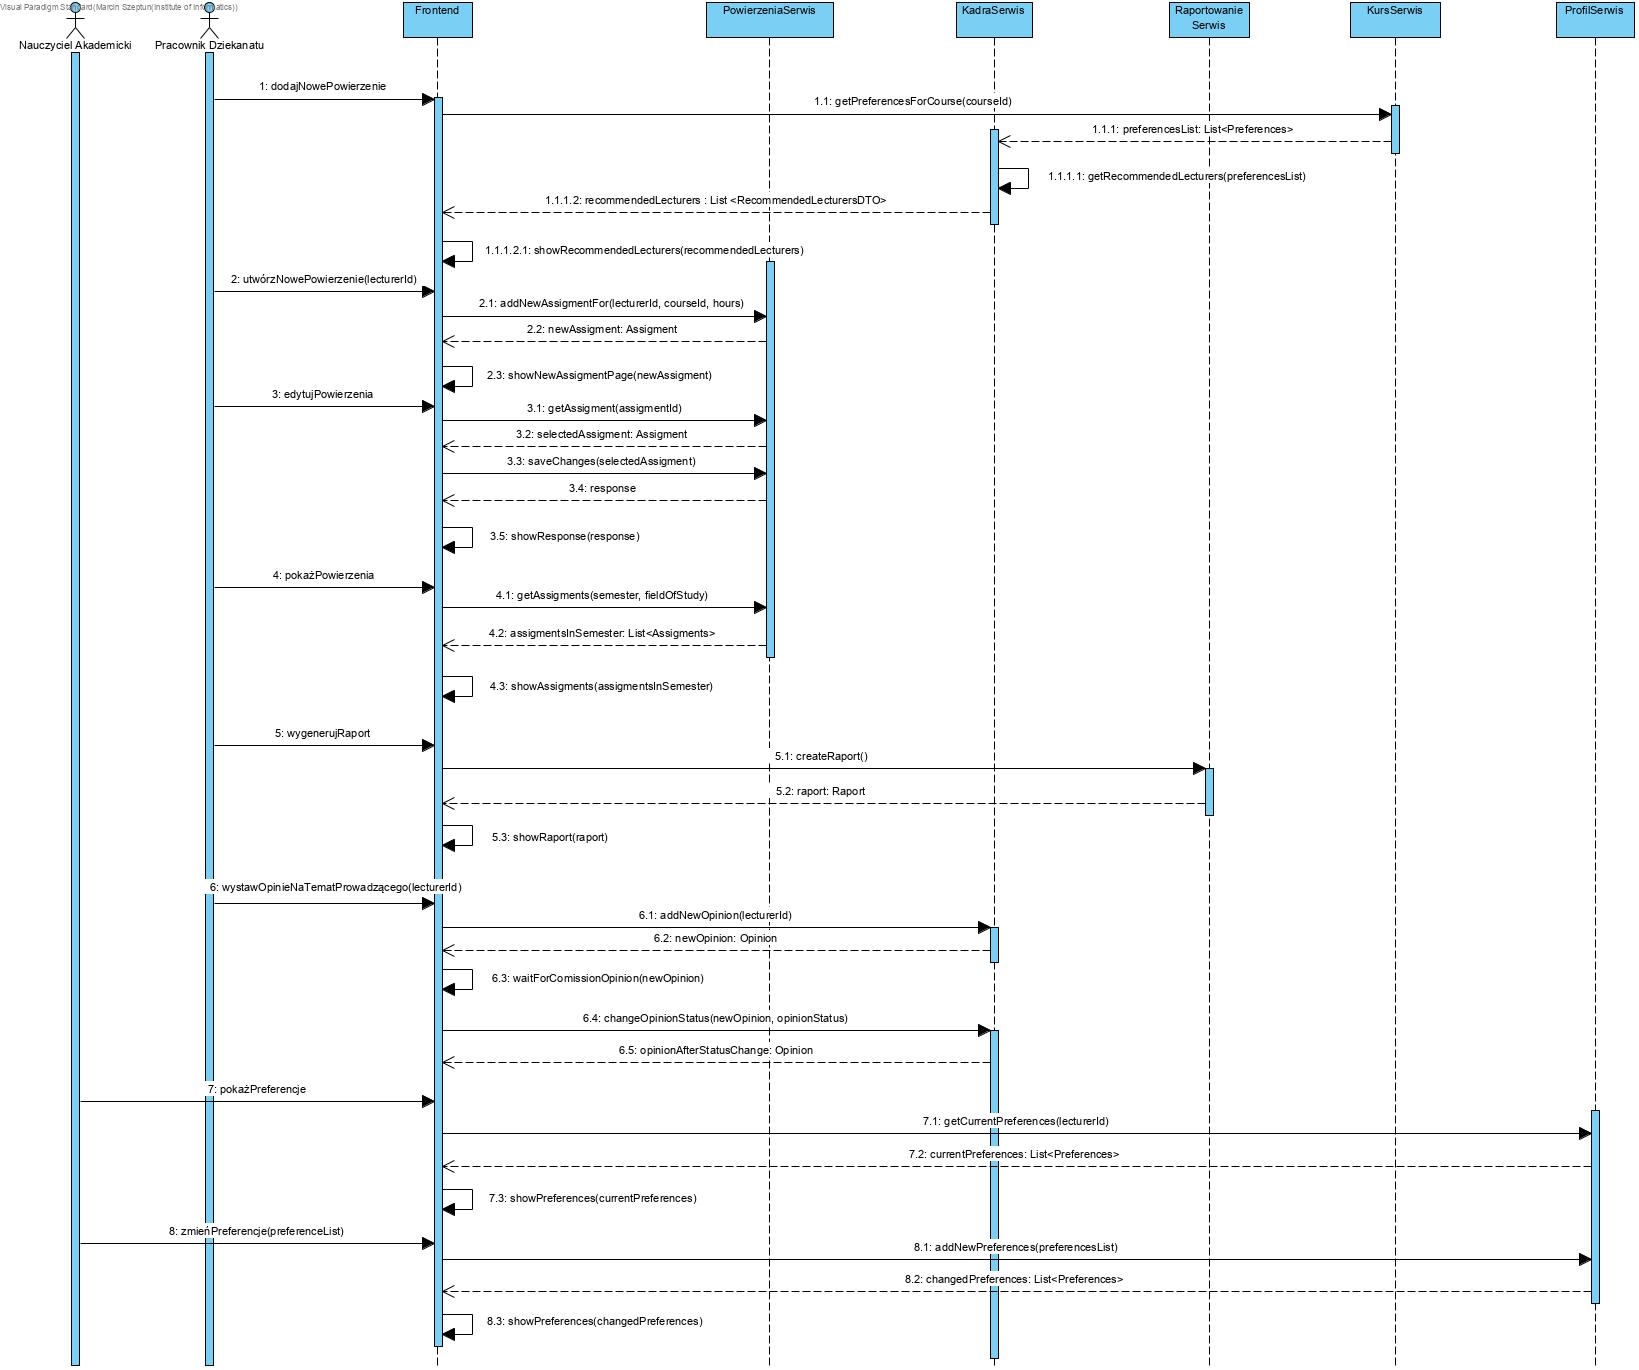 Visual Paradigm Standard(Marcin Szeptun(Institute of Informatics))
Nauczyciel Akademicki
Pracownik Dziekanatu
Frontend
PowierzeniaSerwis
KadraSerwis
Raportowanie
Serwis
KursSerwis
ProfilSerwis
1: dodajNowePowierzenie
1.1: getPreferencesForCourse(courseId)
1.1.1: preferencesList: List<Preferences>
1.1.1.1: getRecommendedLecturers(preferencesList)
1.1.1.2: recommendedLecturers : List <RecommendedLecturersDTO>
1.1.1.2.1: showRecommendedLecturers(recommendedLecturers)
2: utwórzNowePowierzenie(lecturerId)
2.1: addNewAssigmentFor(lecturerId, courseId, hours)
2.2: newAssigment: Assigment
2.3: showNewAssigmentPage(newAssigment)
3: edytujPowierzenia
3.1: getAssigment(assigmentId)
3.2: selectedAssigment: Assigment
3.3: saveChanges(selectedAssigment)
3.4: response
3.5: showResponse(response)
4: pokażPowierzenia
4.1: getAssigments(semester, fieldOfStudy)
4.2: assigmentsInSemester: List<Assigments>
4.3: showAssigments(assigmentsInSemester)
5: wygenerujRaport
5.1: createRaport()
5.2: raport: Raport
5.3: showRaport(raport)
6: wystawOpinieNaTematProwadzącego(lecturerId)
6.1: addNewOpinion(lecturerId)
6.2: newOpinion: Opinion
6.3: waitForComissionOpinion(newOpinion)
6.4: changeOpinionStatus(newOpinion, opinionStatus)
6.5: opinionAfterStatusChange: Opinion
7: pokażPreferencje
7.1: getCurrentPreferences(lecturerId)
7.2: currentPreferences: List<Preferences>
7.3: showPreferences(currentPreferences)
8: zmieńPreferencje(preferenceList)
8.1: addNewPreferences(preferencesList)
8.2: changedPreferences: List<Preferences>
8.3: showPreferences(changedPreferences)